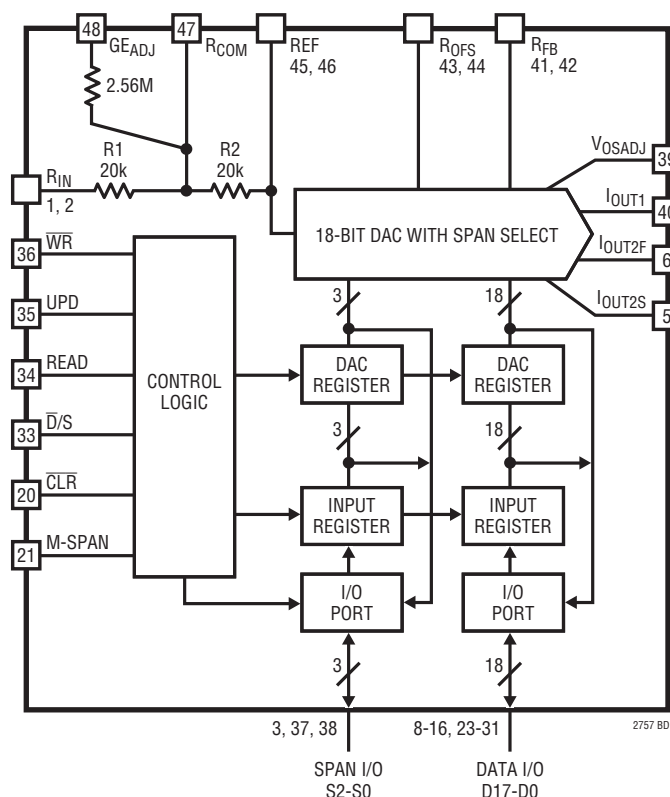 48
47
GEADJ
RCOM
REF
45, 46
ROFS
43, 44
RFB
41, 42
2.56M
R1
20k
R2
20k
RIN
1, 2
VOSADJ
39
IOUT1
40
IOUT2F
6
IOUT2S
5
18-BIT DAC WITH SPAN SELECT
36
WR
35
UPD
34
READ
33
D/S
20
CLR
21
M-SPAN
CONTROL
LOGIC
3
18
DAC
REGISTER
DAC
REGISTER
3
18
INPUT
REGISTER
INPUT
REGISTER
I/O
PORT
I/O
PORT
3
18
3, 37, 38
8-16, 23-31
2757 BD
SPAN I/O
S2-S0
DATA I/O
D17-D0